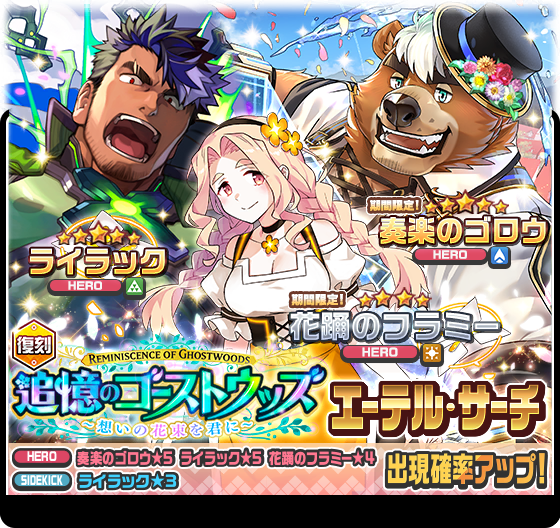 期間限定!
奏楽のゴロウ
HERO
ライラック
HERO
期間限定!
花踊のフラミー
HERO
復刻
REMINISCENCE OF GHOSTWOODS
追憶のゴーストウッズ
~想いの花束を君に~
エーテル・サーチ
HERO 奏楽のゴロウ★5 ライラック★5 花踊のフラミー★4
SIDEKICK ライラック★3
出現確率アップ!